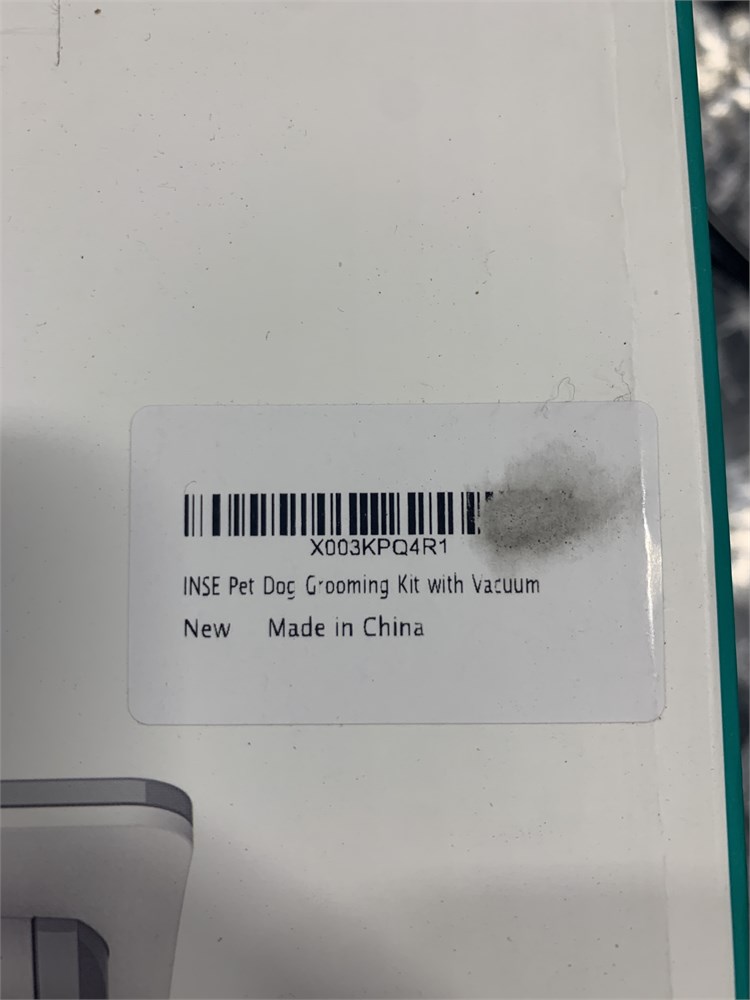 X003KPQ4R1
INSE Pet Dog Grooming Kit with Vacuum
New Made in China